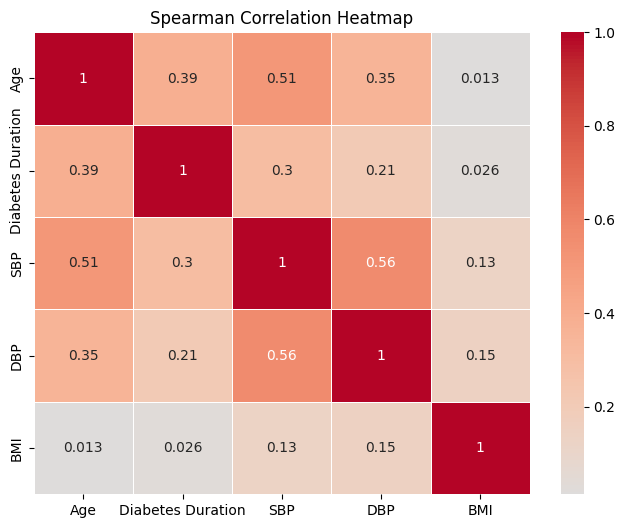 Spearman Correlation Heatmap
Age
1
0.39
0.51
0.35
0.013
Diabetes Duration
0.39
1
0.3
0.21
0.026
SBP
0.51
0.3
1
0.56
0.13
DBP
0.35
0.21
0.56
1
0.15
BMI
0.013
0.026
0.13
0.15
1
Age
Diabetes Duration
SBP
DBP
BMI
1.0
0.8
0.6
0.4
0.2